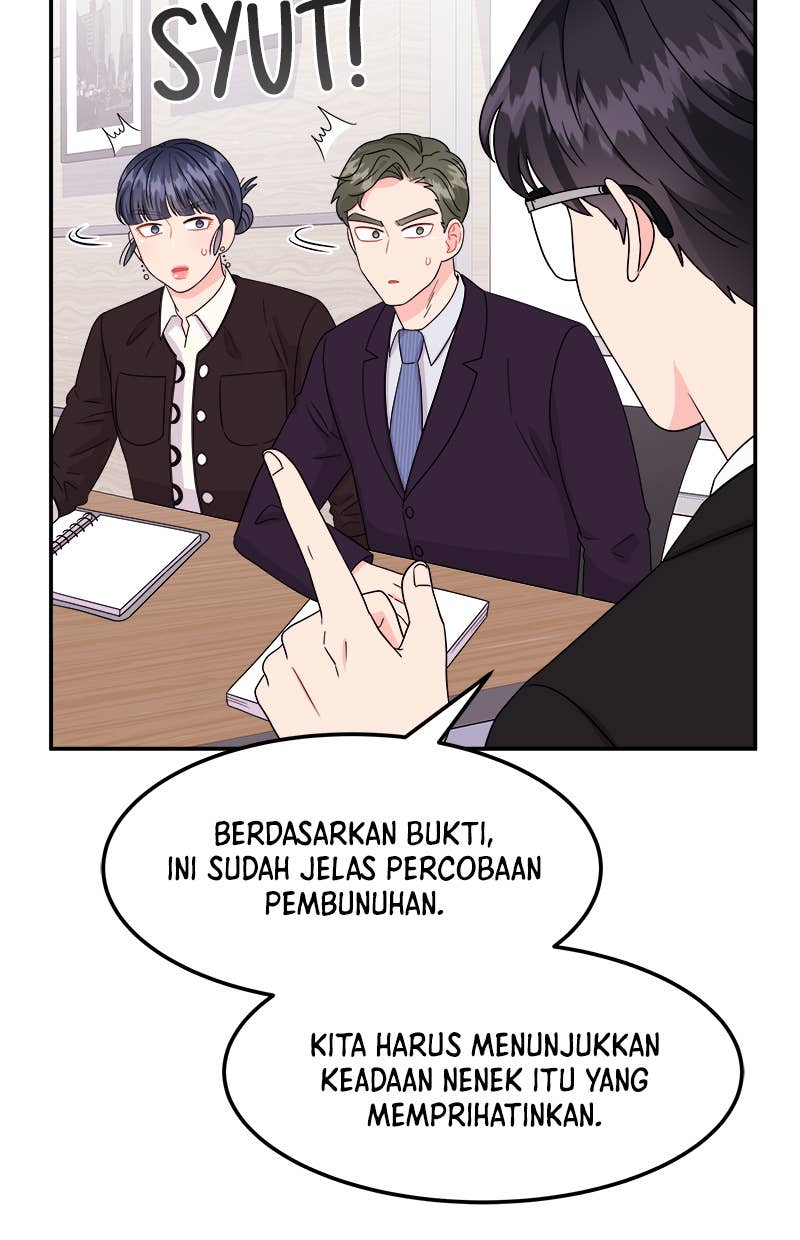 SYUT!
BERDASARKAN BUKTI,
INI SUDAH JELAS PERCOBAAN
PEMBUNUHAN.
KITA HARUS MENUNJUKKAN
KEADAAN NENEK ITU YANG
MEMPRIHATINKAN.